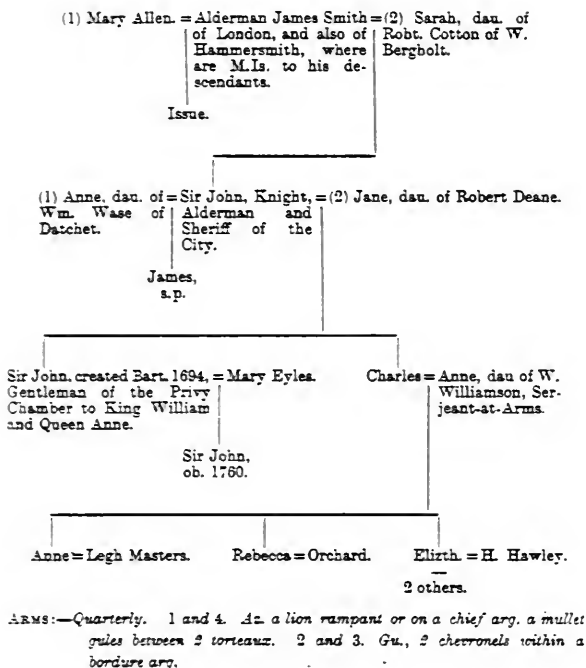 (1) Mary Allen. = Alderman James Smith = (2) Sarah, dau. of
of London, and also of Robt. Cotton of W.
Hammersmith, where Bergbolt.
are M.Is. to his de-
scendants.
Issue.
(1) Anne, dau. of = Sir John, Knight, = (2) Jane, dau. of Robert Deane.
Wm. Wase of Alderman and
Datchet. Sheriff of the
City.
James,
s.p.
Sir John, created Bart. 1694, = Mary Eyles. Charles = Anne, dau of W.
Gentleman of the Privy Williamson, Ser-
Chamber to King William jeant-at-Arms.
and Queen Anne.
Sir John,
ob. 1760.
Anne = Legh Masters. Rebecca = Orchard. Elizth. = H. Hawley.
2 others.
ARMS:—Quarterly. 1 and 4. Az. a lion rampant or on a chief arg. a mullet
gules between 2 torteaux. 2 and 3. Gu., 2 chevronels within a
bordure arg.